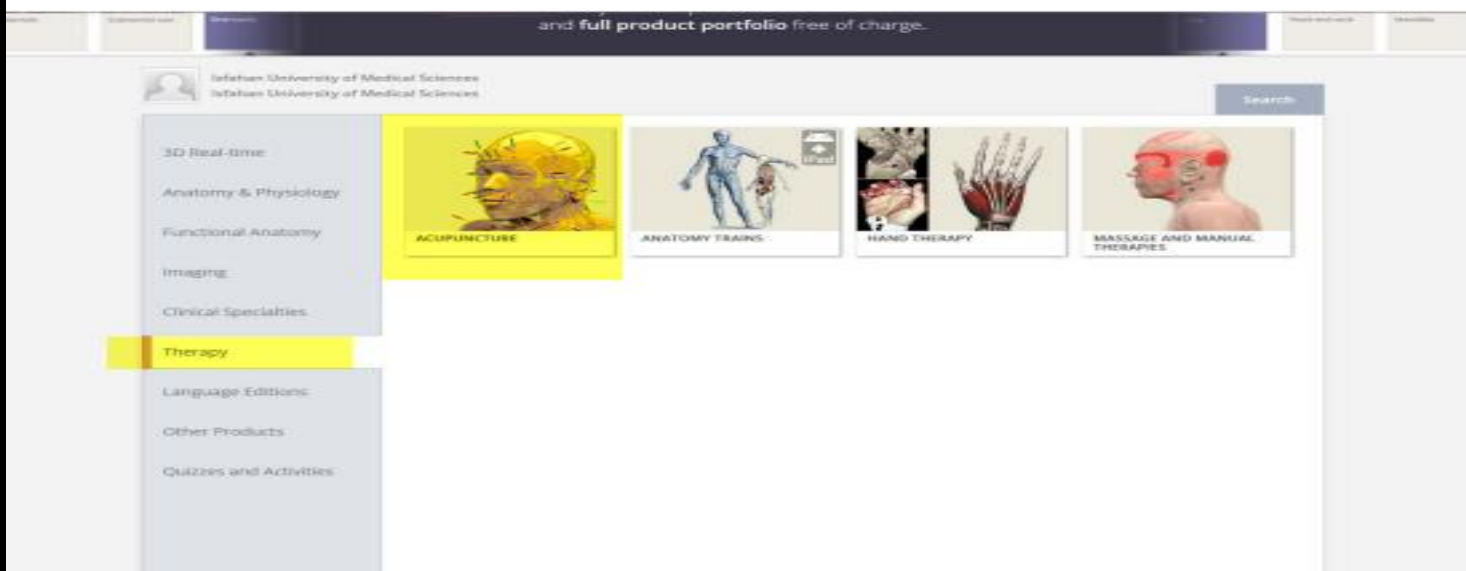 and full product portfolio free of charge.
Isfahan University of Medical Sciences
Isfahan University of Medical Sciences
Search
3D Real-time
Anatomy & Physiology
Functional Anatomy
Imaging
Clinical Specialties
Therapy
Language Editions
Other Products
Quizzes and Activities
iPad
ACUPUNCTURE
ANATOMY TRAINS
HAND THERAPY
MASSAGE AND MANUAL
THERAPIES